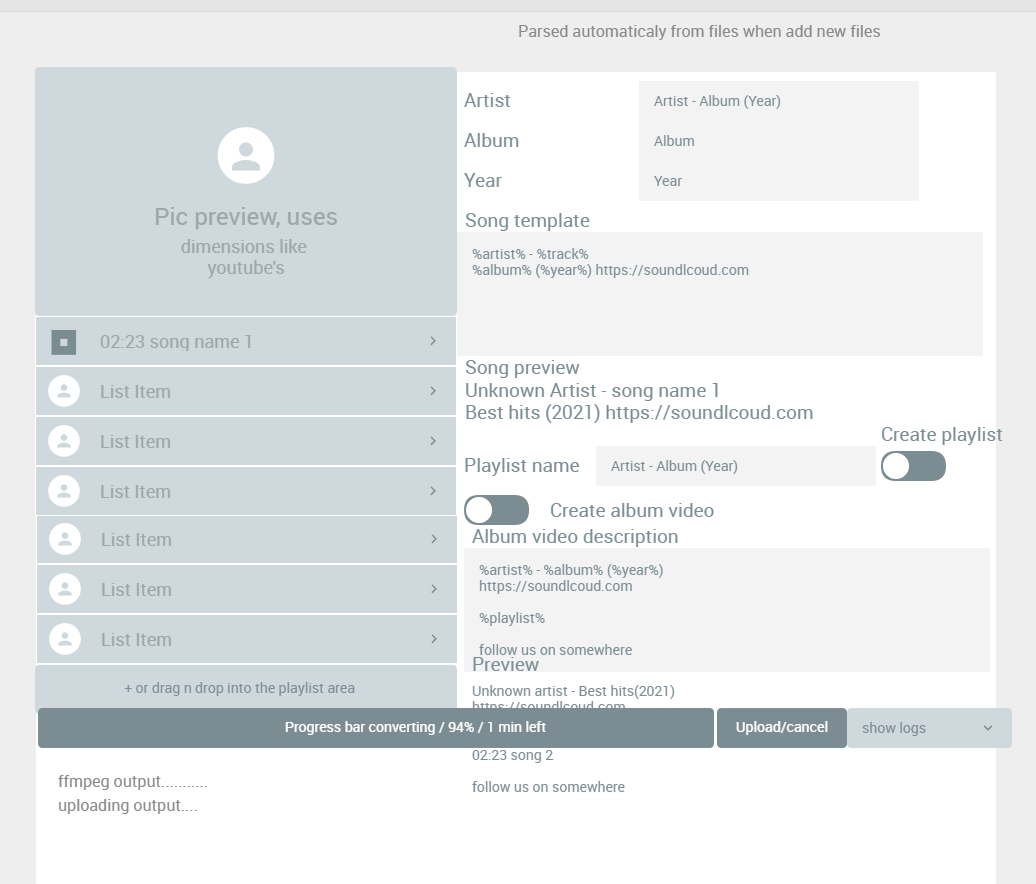 Parsed automaticaly from files when add new files
Pic preview, uses
dimensions like
youtube's
02:23 song name 1
List Item
List Item
List Item
List Item
List Item
List Item
+ or drag n drop into the playlist area
Artist
Artist - Album (Year)
Album
Album
Year
Year
Song template
%artist% - %track%
%album% (%year%) https://soundlcoud.com
Song preview
Unknown Artist - song name 1
Best hits (2021) https://soundlcoud.com
Create playlist
Playlist name
Artist - Album (Year)
Create album video
Album video description
%artist% - %album% (%year%)
https://soundlcoud.com
%playlist%
follow us on somewhere
Preview
Unknown artist - Best hits(2021)
https://soundlcoud.com
Progress bar converting / 94% / 1 min left
Upload/cancel
show logs
02:23 song 2
follow us on somewhere
ffmpeg output...........
uploading output....